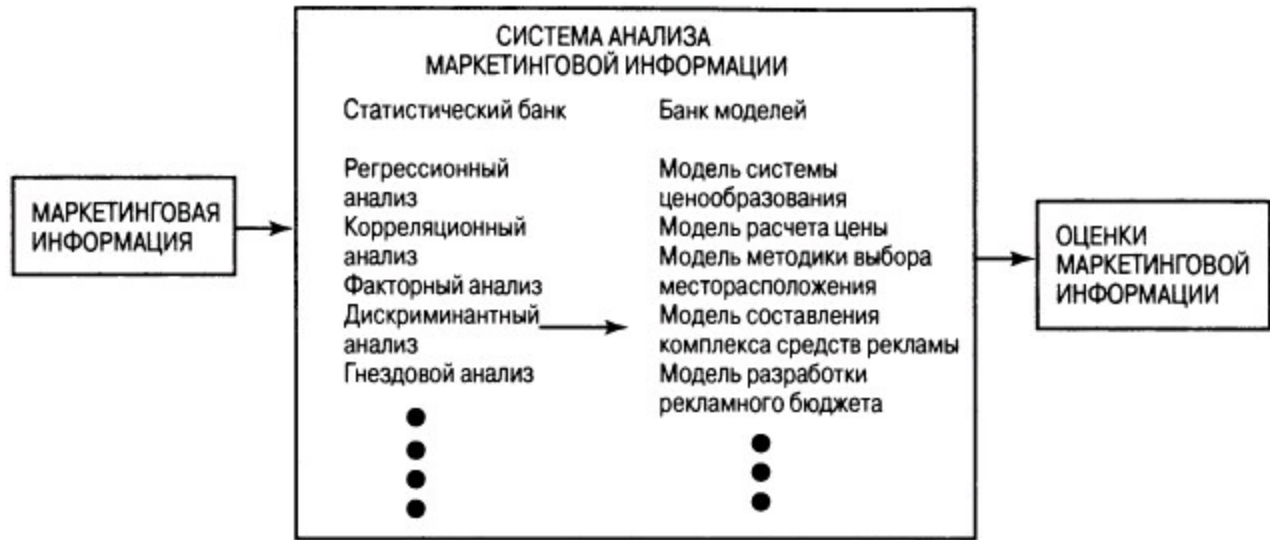 СИСТЕМА АНАЛИЗА
МАРКЕТИНГОВОЙ ИНФОРМАЦИИ
МАРКЕТИНГОВАЯ
ИНФОРМАЦИЯ
Статистический банк
Регрессионный
анализ
Корреляционный
анализ
Факторный анализ
Дискриминантный
анализ
Гнездовой анализ
Банк моделей
Модель системы
ценообразования
Модель расчета цены
Модель методики выбора
месторасположения
Модель составления
комплекса средств рекламы
Модель разработки
рекламного бюджета
ОЦЕНКИ
МАРКЕТИНГОВОЙ
ИНФОРМАЦИИ